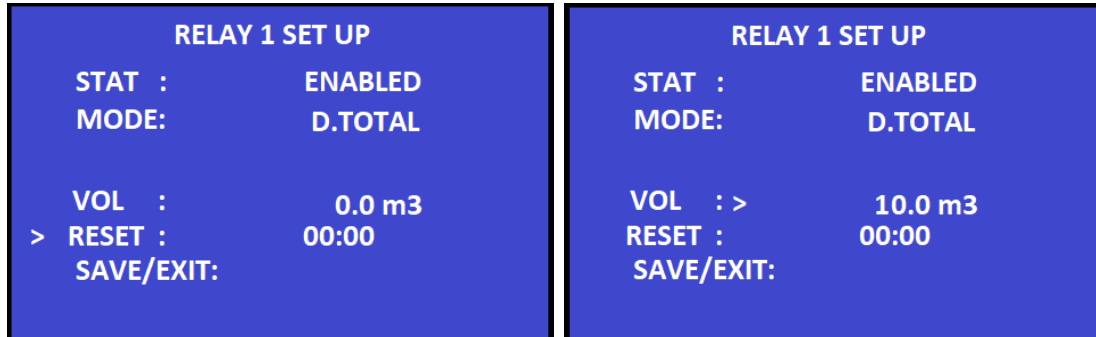 RELAY 1 SET UP
STAT : ENABLED
MODE: D.TOTAL
VOL : 0.0 m3
> RESET : 00:00
SAVE/EXIT:
RELAY 1 SET UP
STAT : ENABLED
MODE: D.TOTAL
VOL : > 10.0 m3
RESET : 00:00
SAVE/EXIT: